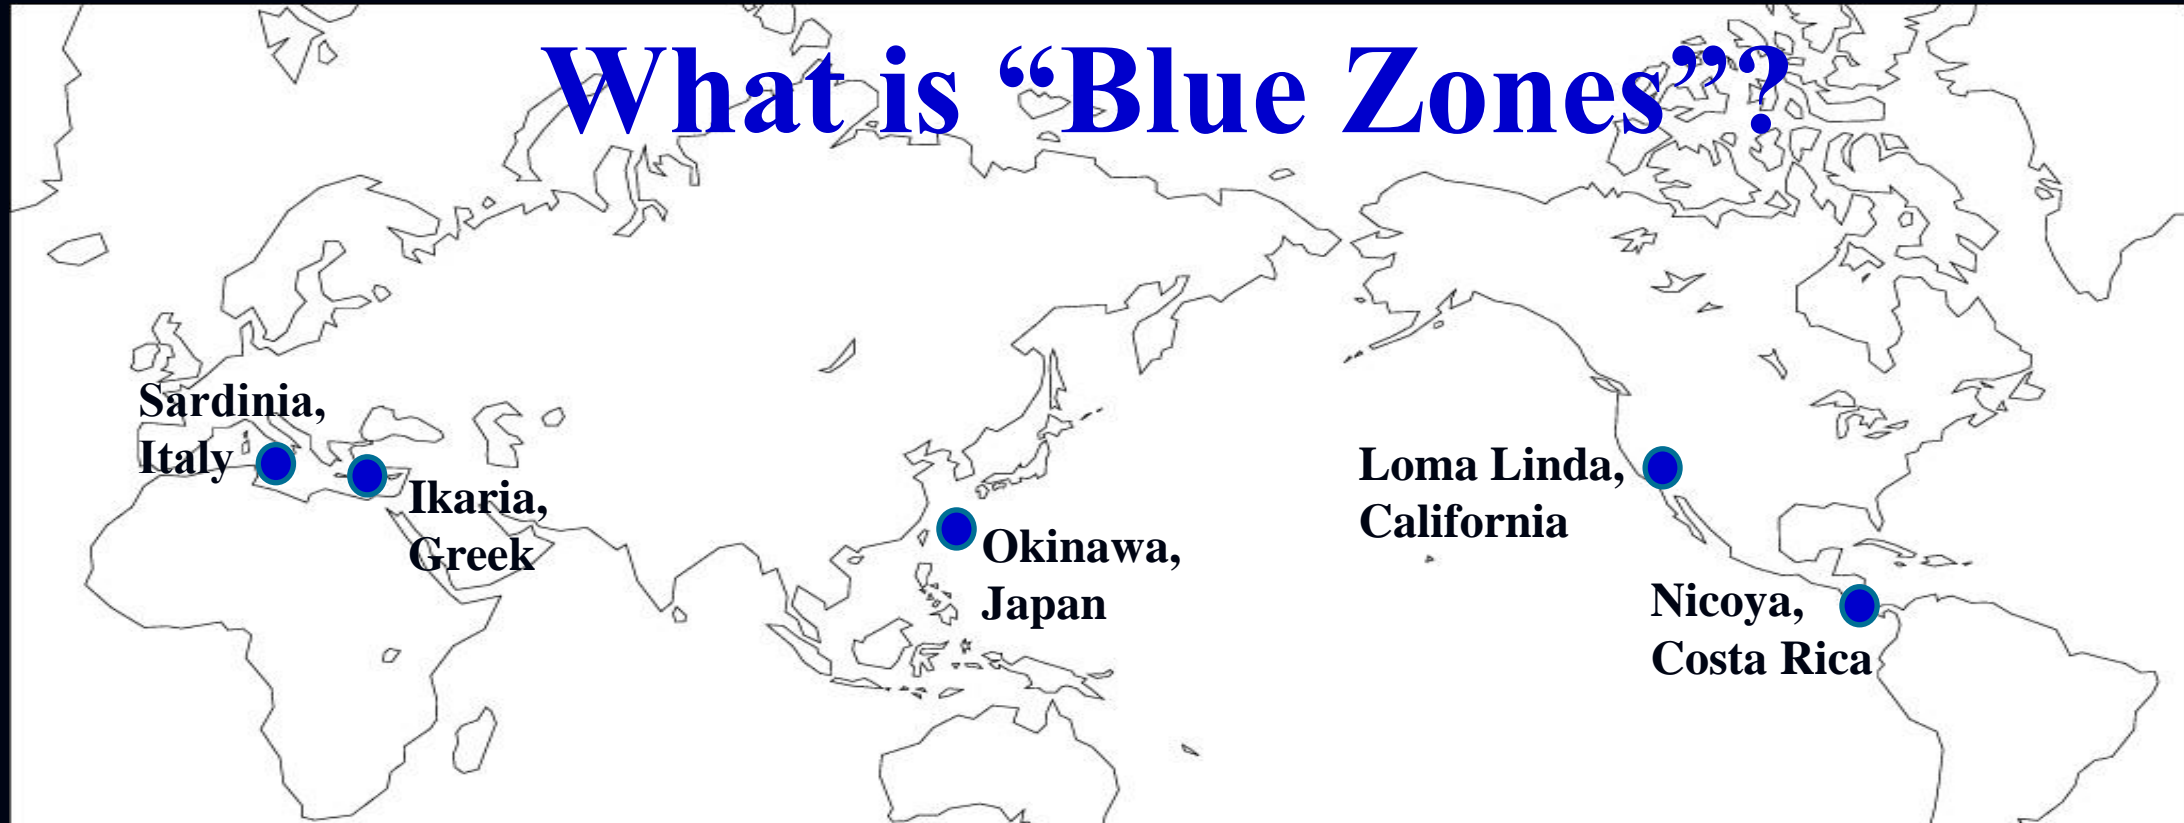 What is “Blue Zones”?
Sardinia,
Italy
Ikaria,
Greek
Okinawa,
Japan
Loma Linda,
California
Nicoya,
Costa Rica